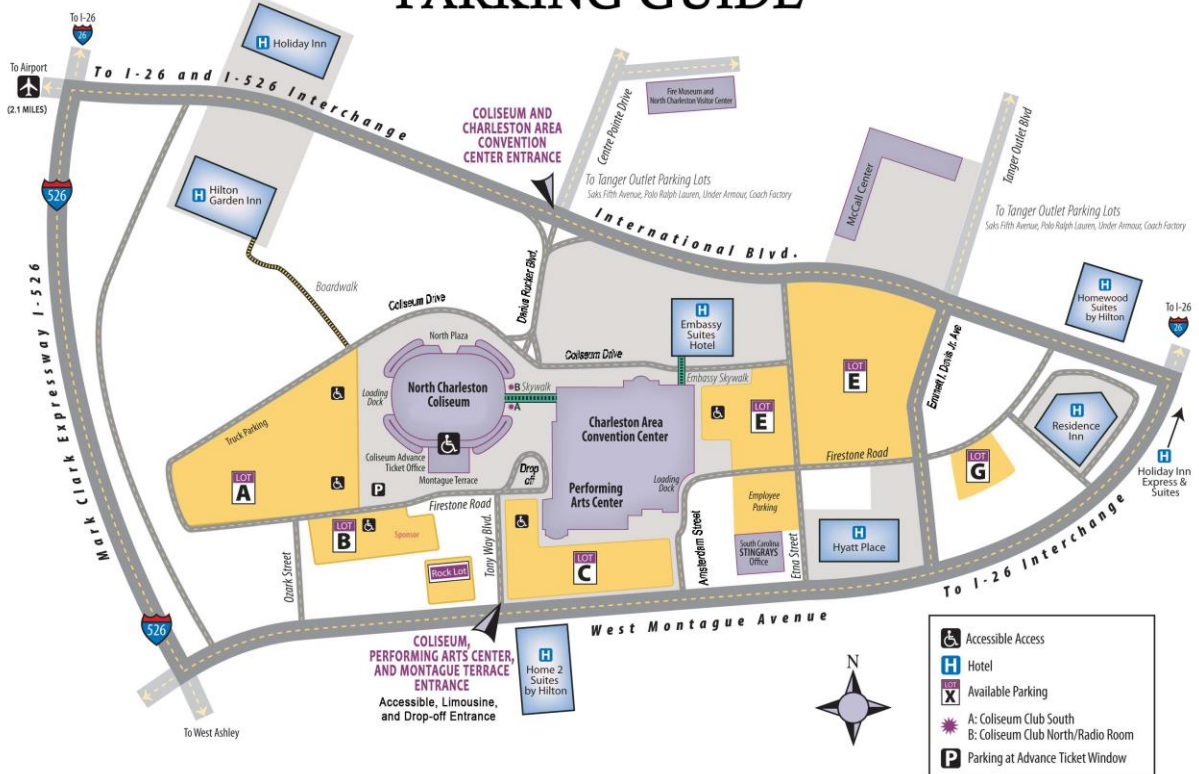 PARKING GUIDE
To I-26
26
To Airport
(2.1 MILES)
To I-26 and I-526 Interchange
H Holiday Inn
H Hilton
Garden Inn
526
Mark Clark Expressway I-526
Boardwalk
COLISEUM AND
CHARLESTON AREA
CONVENTION
CENTER ENTRANCE
Centre Pointe Drive
Fire Museum and
North Charleston Visitor Center
To Tanger Outlet Parking Lots
Saks Fifth Avenue, Polo Ralph Lauren, Under Armour, Coach Factory
International Blvd.
McCall Center
Tanger Outlet Blvd
To Tanger Outlet Parking Lots
Saks Fifth Avenue, Polo Ralph Lauren, Under Armour, Coach Factory
H
Homewood
Suites
by Hilton
To I-26
26
Coliseum Drive
Darius Rucker Blvd.
North Plaza
North Charleston
Coliseum
Loading
Dock
B Skywalk
A
Coliseum Drive
H
Embassy
Suites
Hotel
Embassy Skywalk
Charleston Area
Convention Center
Performing
Arts Center
Loading
Dock
Coliseum Advance
Ticket Office
Montague Terrace
Drop
off
Truck Parking
LOT
A
P
Firestone Road
LOT
B
Sponsor
Rock Lot
Ozark Street
Tony Way Blvd.
LOT
C
LOT
E
LOT
E
Emmett I. Davis Jr. Ave
Firestone Road
Employee
Parking
South Carolina
STINGRAYS
Office
Amsterdam Street
Etna Street
H
Hyatt Place
LOT
G
H
Residence
Inn
H
Holiday Inn
Express &
Suites
To I-26 Interchange
West Montague Avenue
526
To West Ashley
COLISEUM,
PERFORMING ARTS CENTER,
AND MONTAGUE TERRACE
ENTRANCE
Accessible, Limousine,
and Drop-off Entrance
H
Home 2
Suites
by Hilton
N
Accessible Access
H Hotel
LOT
X
Available Parking
A: Coliseum Club South
B: Coliseum Club North/Radio Room
P Parking at Advance Ticket Window